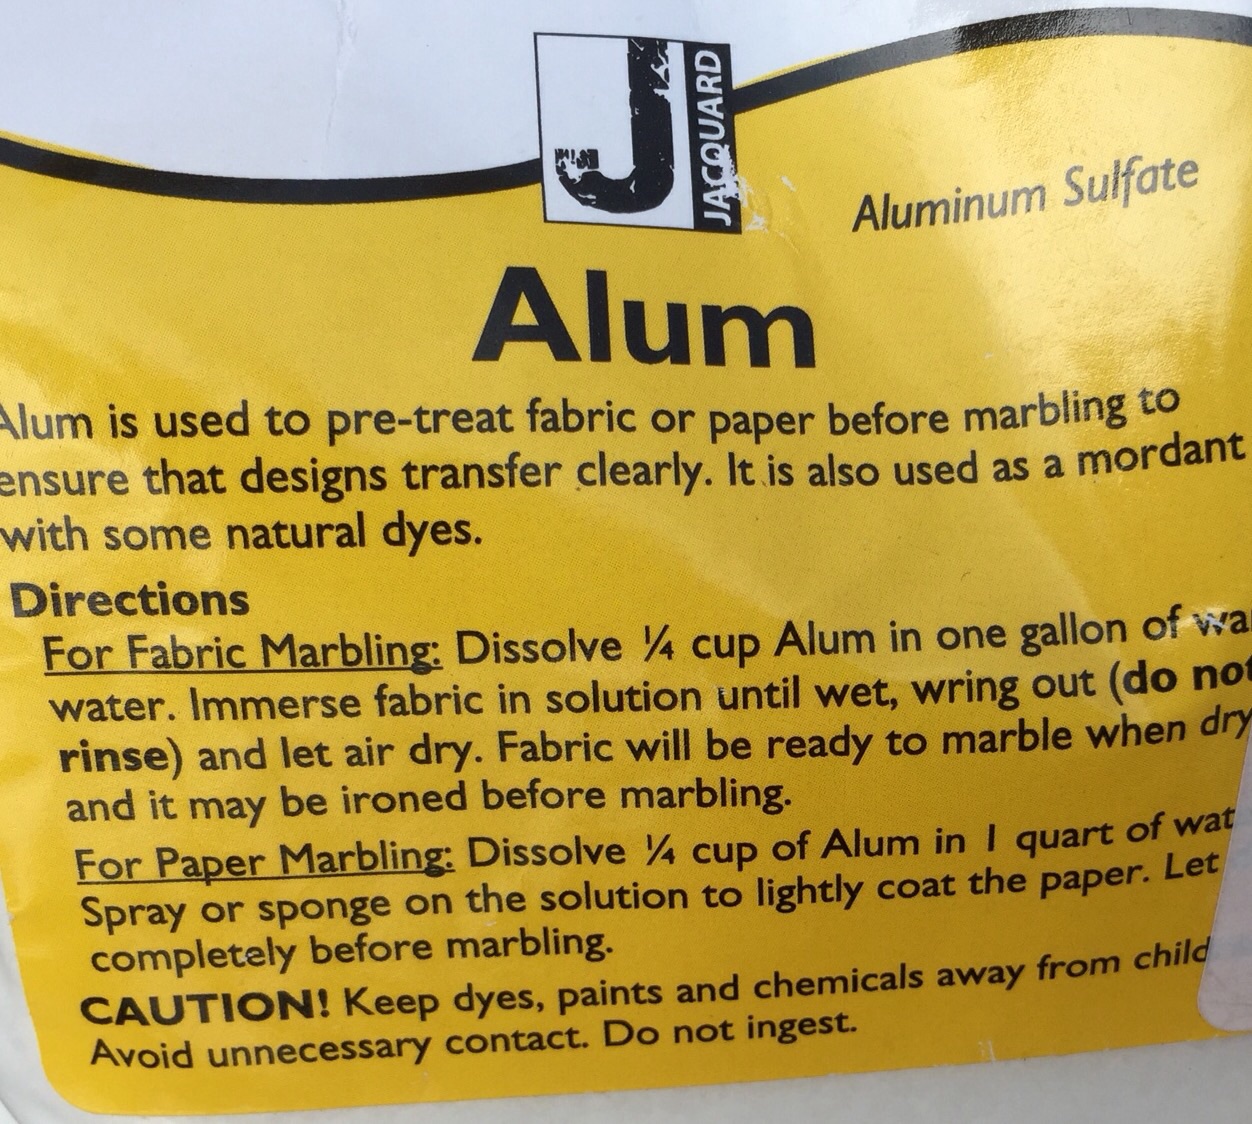 J
JACQUARD
Aluminum Sulfate
Alum
Alum is used to pre-treat fabric or paper before marbling to
ensure that designs transfer clearly. It is also used as a mordant
with some natural dyes.
Directions
For Fabric Marbling: Dissolve ¼ cup Alum in one gallon of
water. Immerse fabric in solution until wet, wring out (do not
rinse) and let air dry. Fabric will be ready to marble when dry
and it may be ironed before marbling.
For Paper Marbling: Dissolve ¼ cup of Alum in 1 quart of
Spray or sponge on the solution to lightly coat the paper. Let
completely before marbling.
CAUTION! Keep dyes, paints and chemicals away from
Avoid unnecessary contact. Do not ingest.